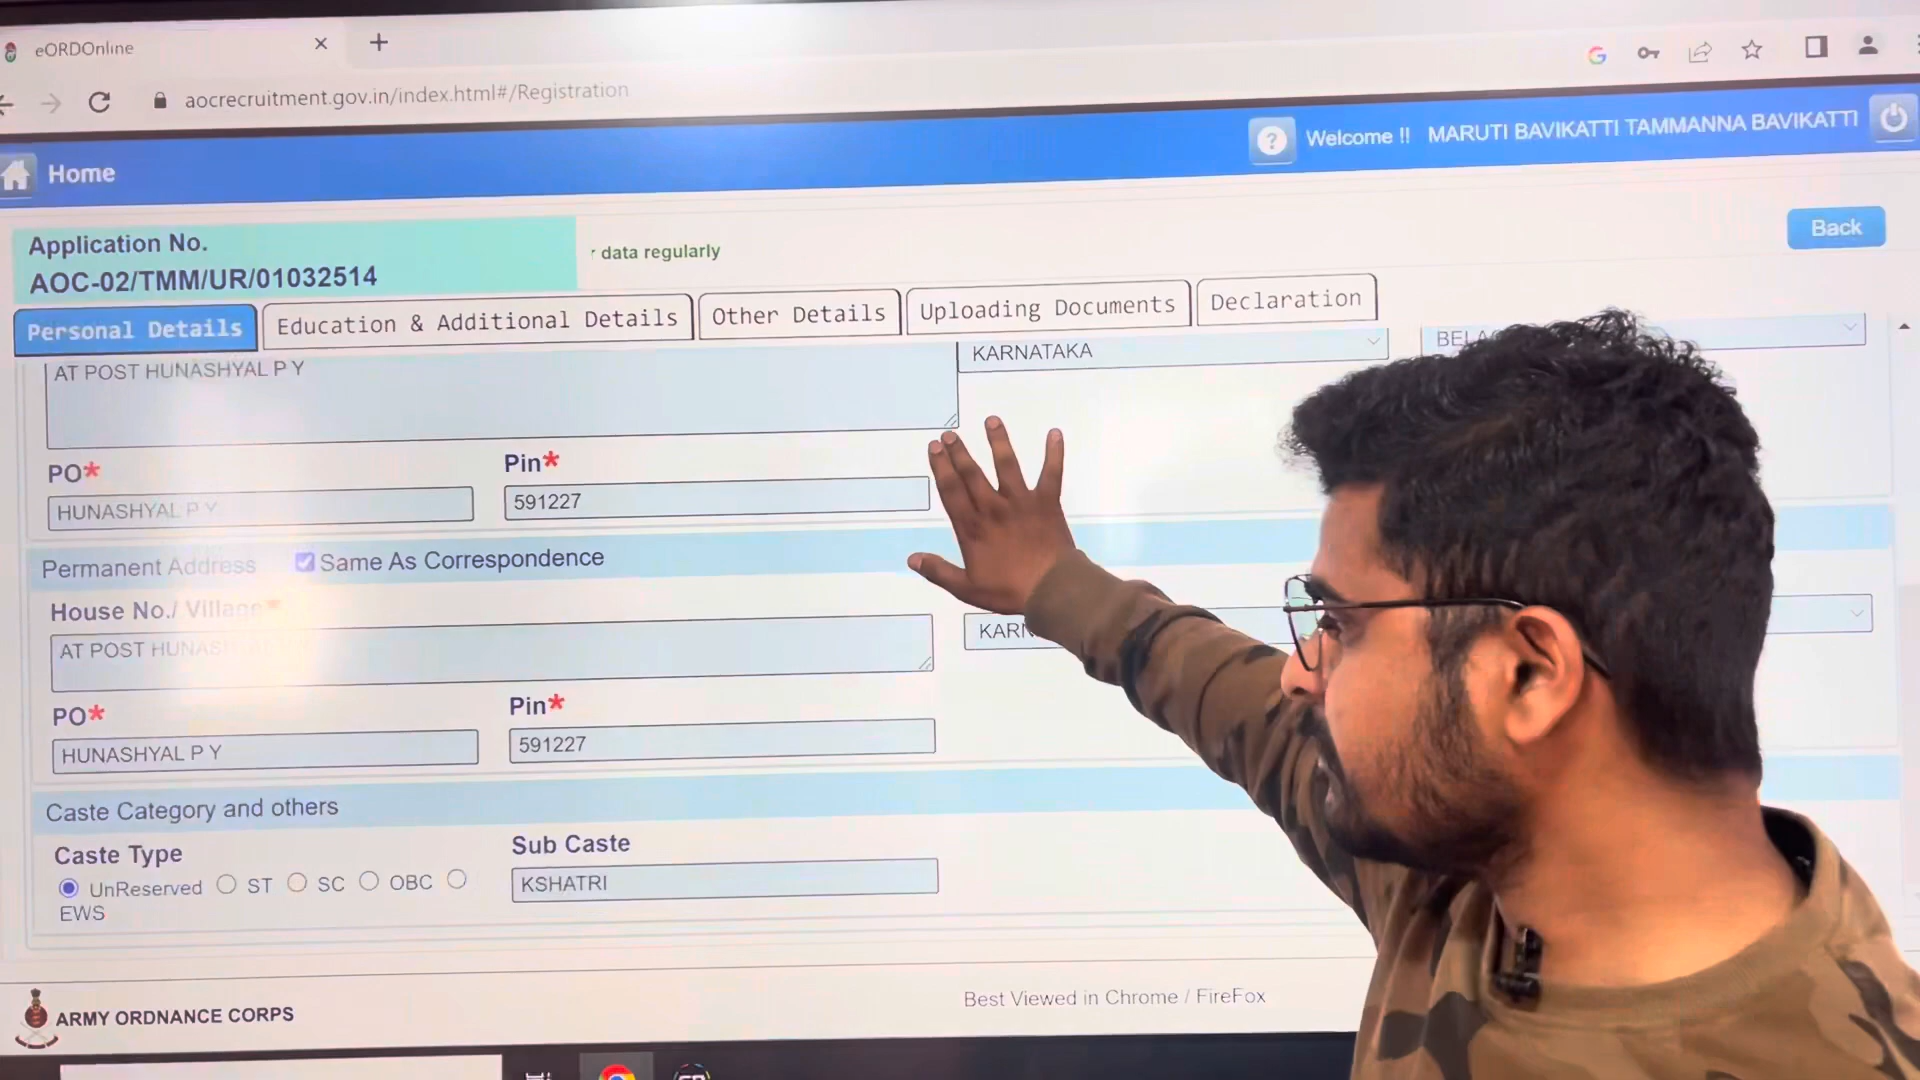 eORDOnline
aocrecruitment.gov.in/index.html#/Registration
Home
? Welcome !! MARUTI BAVIKATTI TAMMANNA BAVIKATTI
Application No.
AOC-02/TMM/UR/01032514
data regularly
Back
Personal Details Education & Additional Details Other Details Uploading Documents Declaration
AT POST HUNASHYAL P Y
KARNATAKA
PO* Pin*
HUNASHYAL P Y 591227
Permanent Address Same As Correspondence
House No./ Village*
AT POST
PO* Pin*
HUNASHYAL P Y 591227
Caste Category and others
Caste Type Sub Caste
UnReserved ST SC OBC KSHATRI
EWS
ARMY ORDNANCE CORPS
Best Viewed in Chrome / FireFox